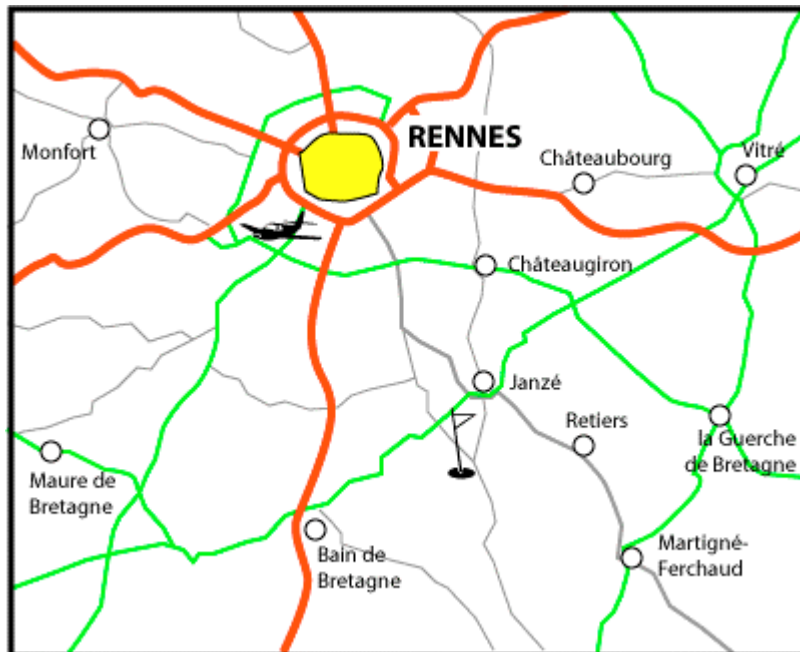 RENNES
Monfort
Châteaubourg
Vitré
Châteaugiron
Janzé
Retiers
la Guerche
de Bretagne
Maure de
Bretagne
Bain de
Bretagne
Martigné-
Ferchaud